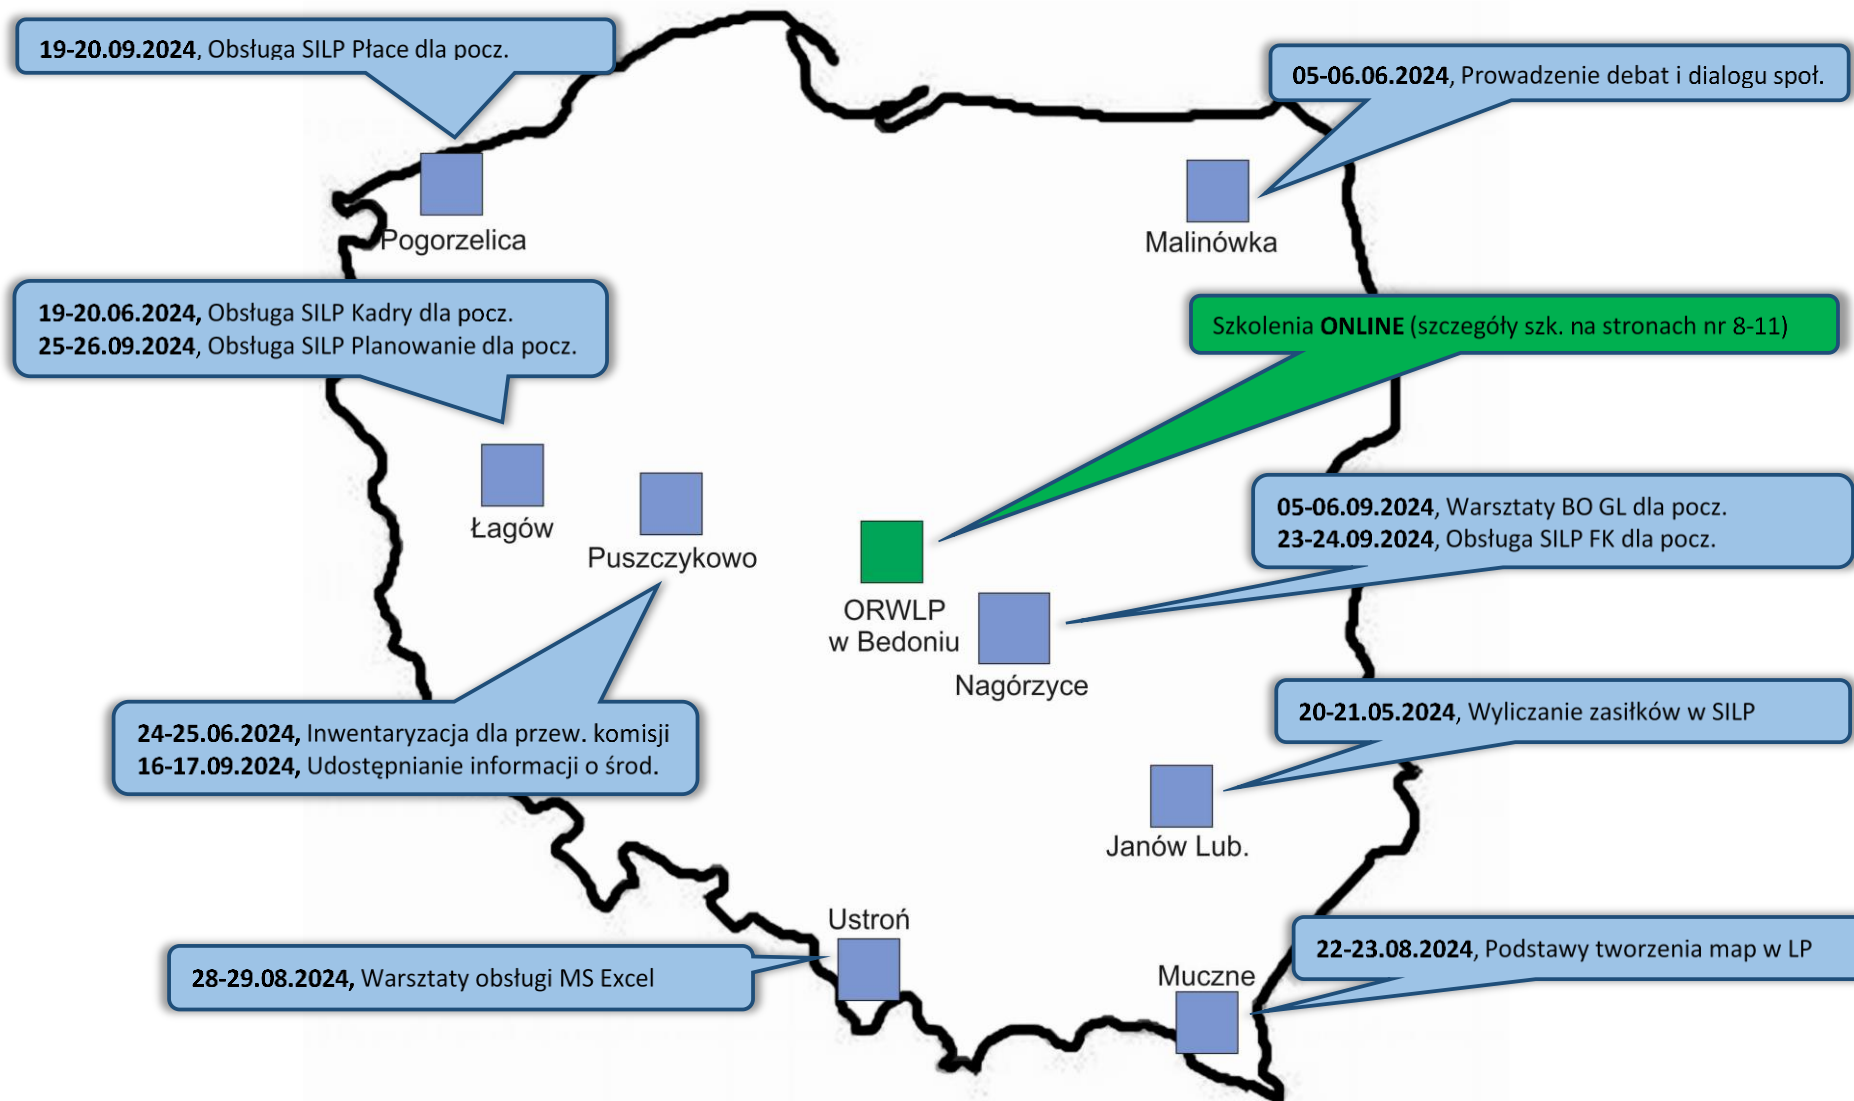 19-20.09.2024, Obsługa SILP Płace dla pocz.
05-06.06.2024, Prowadzenie debat i dialogu społ.
Pogorzelica
Malinówka
19-20.06.2024, Obsługa SILP Kadry dla pocz.
25-26.09.2024, Obsługa SILP Planowanie dla pocz.
Szkolenia ONLINE (szczegóły szk. na stronach nr 8-11)
Łagów
Puszczykowo
05-06.09.2024, Warsztaty BO GL dla pocz.
23-24.09.2024, Obsługa SILP FK dla pocz.
ORWLP
w Bedoniu
Nagórzyce
24-25.06.2024, Inwentaryzacja dla przew. komisji
16-17.09.2024, Udostępnianie informacji o środ.
20-21.05.2024, Wyliczanie zasiłków w SILP
Janów Lub.
Ustroń
28-29.08.2024, Warsztaty obsługi MS Excel
22-23.08.2024, Podstawy tworzenia map w LP
Muczne